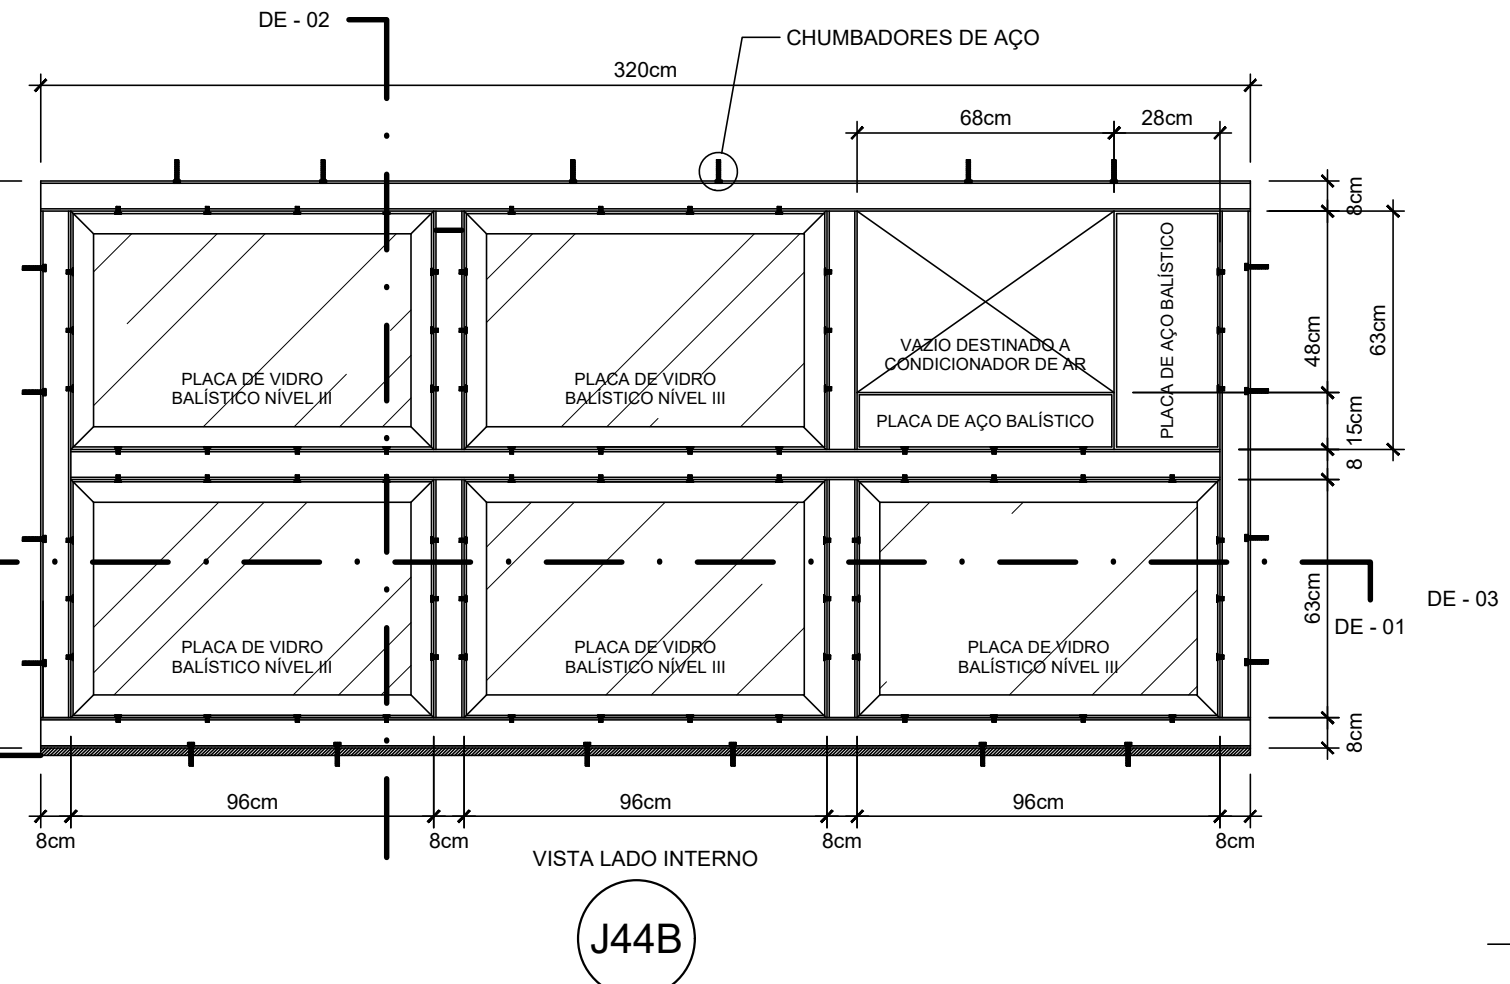 DE - 02
CHUMBADORES DE AÇO
320cm
68cm
28cm
8cm
PLACA DE VIDRO
BALÍSTICO NÍVEL III
PLACA DE VIDRO
BALÍSTICO NÍVEL III
VAZIO DESTINADO A
CONDICIONADOR DE AR
PLACA DE AÇO BALÍSTICO
PLACA DE AÇO BALÍSTICO
48cm
63cm
15cm
8
PLACA DE VIDRO
BALÍSTICO NÍVEL III
PLACA DE VIDRO
BALÍSTICO NÍVEL III
PLACA DE VIDRO
BALÍSTICO NÍVEL III
63cm
DE - 01
DE - 03
8cm
96cm
96cm
96cm
8cm
8cm
8cm
8cm
VISTA LADO INTERNO
J44B